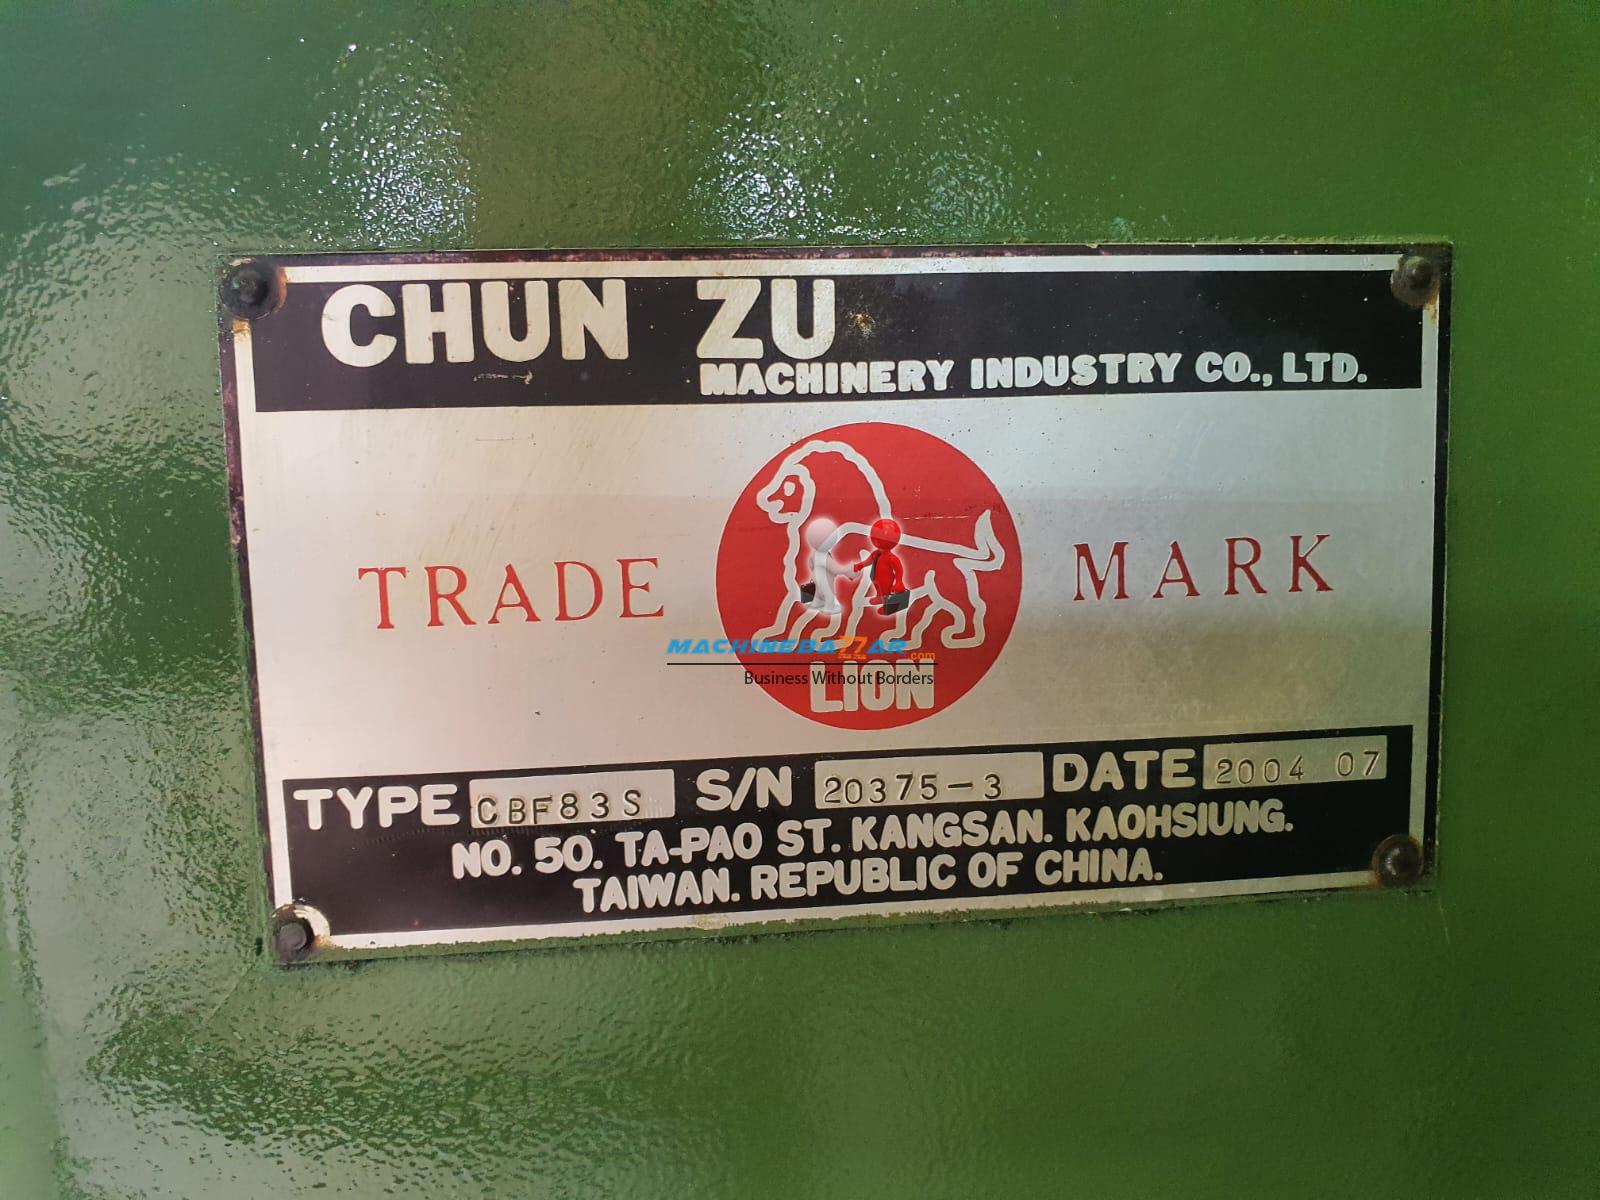 CHUN ZU
MACHINERY INDUSTRY CO., LTD.
TRADE MARK
MACHINEBAZZAR.com
Business Without Borders
LION
TYPE CBF83S S/N 20375-3 DATE 2004 07
NO. 50. TA-PAO ST. KANGSAN. KAOHSIUNG.
TAIWAN. REPUBLIC OF CHINA.